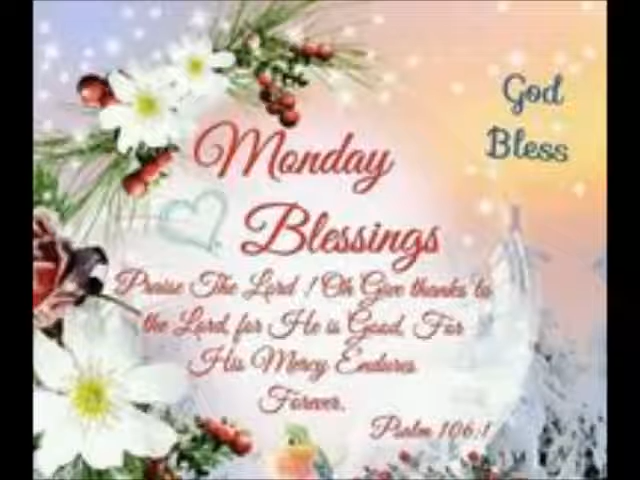 God
Bless
Monday
Blessings
Praise The Lord ! Oh Give thanks to
the Lord, for He is Good, For
His Mercy Endures
Forever.
Psalm 106:1